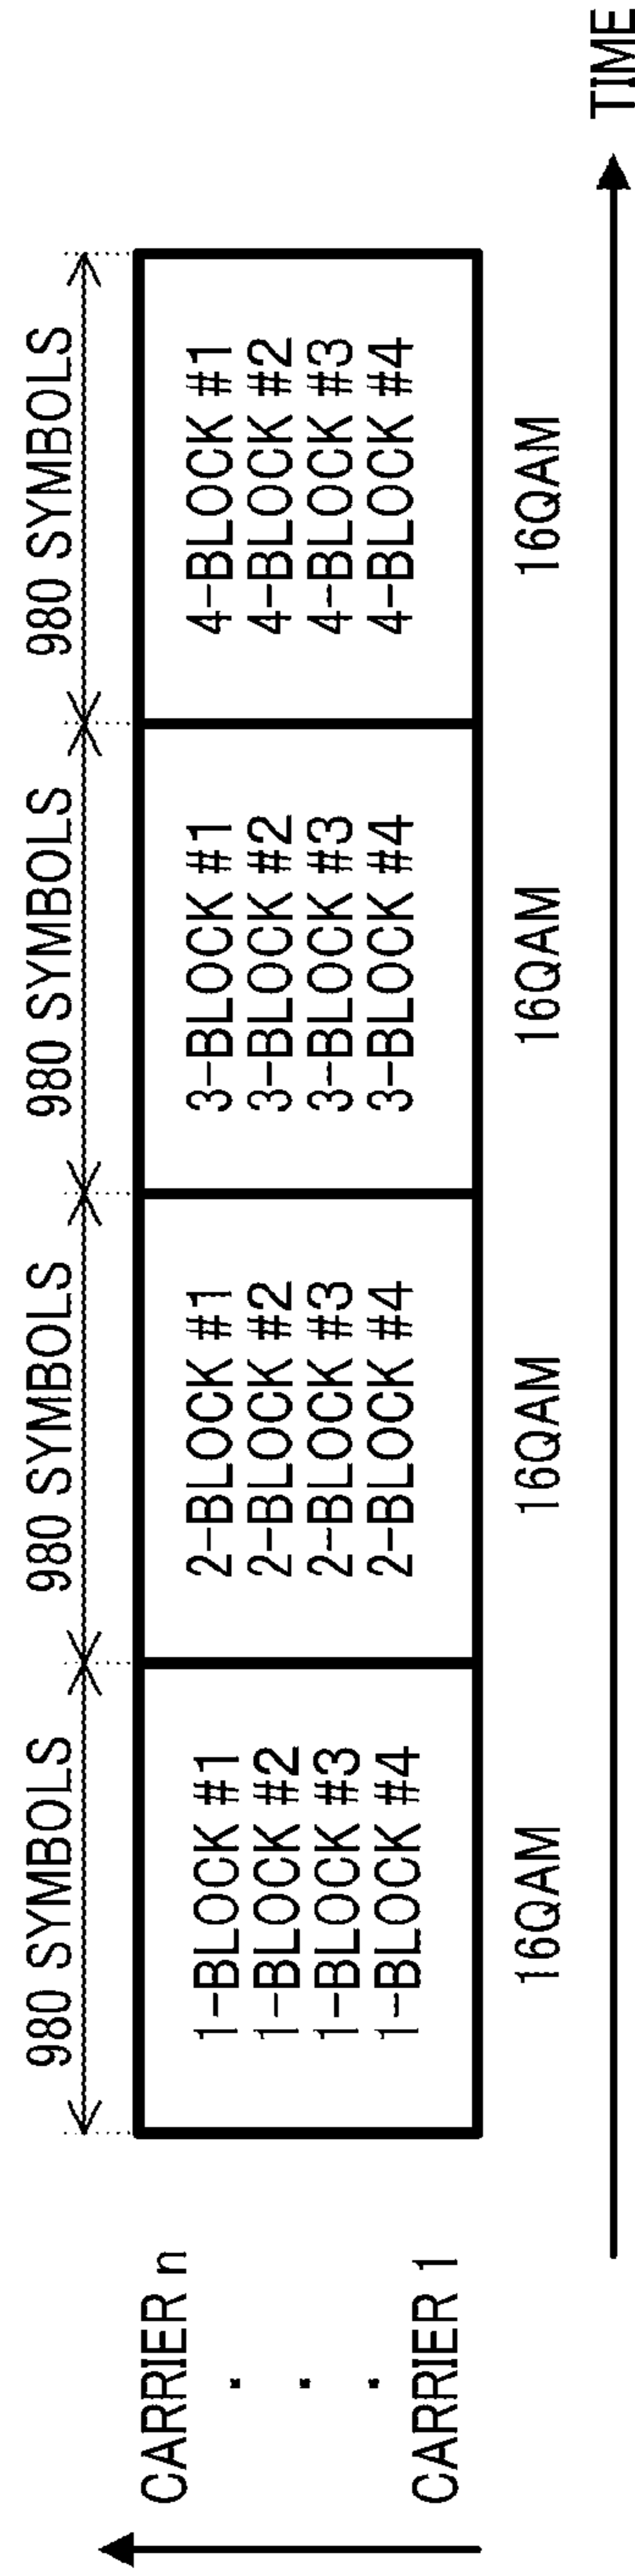 980 SYMBOLS 980 SYMBOLS 980 SYMBOLS 980 SYMBOLS
CARRIER n
1-BLOCK #1
1-BLOCK #2
1-BLOCK #3
1-BLOCK #4
2-BLOCK #1
2-BLOCK #2
2-BLOCK #3
2-BLOCK #4
3-BLOCK #1
3-BLOCK #2
3-BLOCK #3
3-BLOCK #4
4-BLOCK #1
4-BLOCK #2
4-BLOCK #3
4-BLOCK #4
CARRIER 1
16QAM 16QAM 16QAM 16QAM
TIME